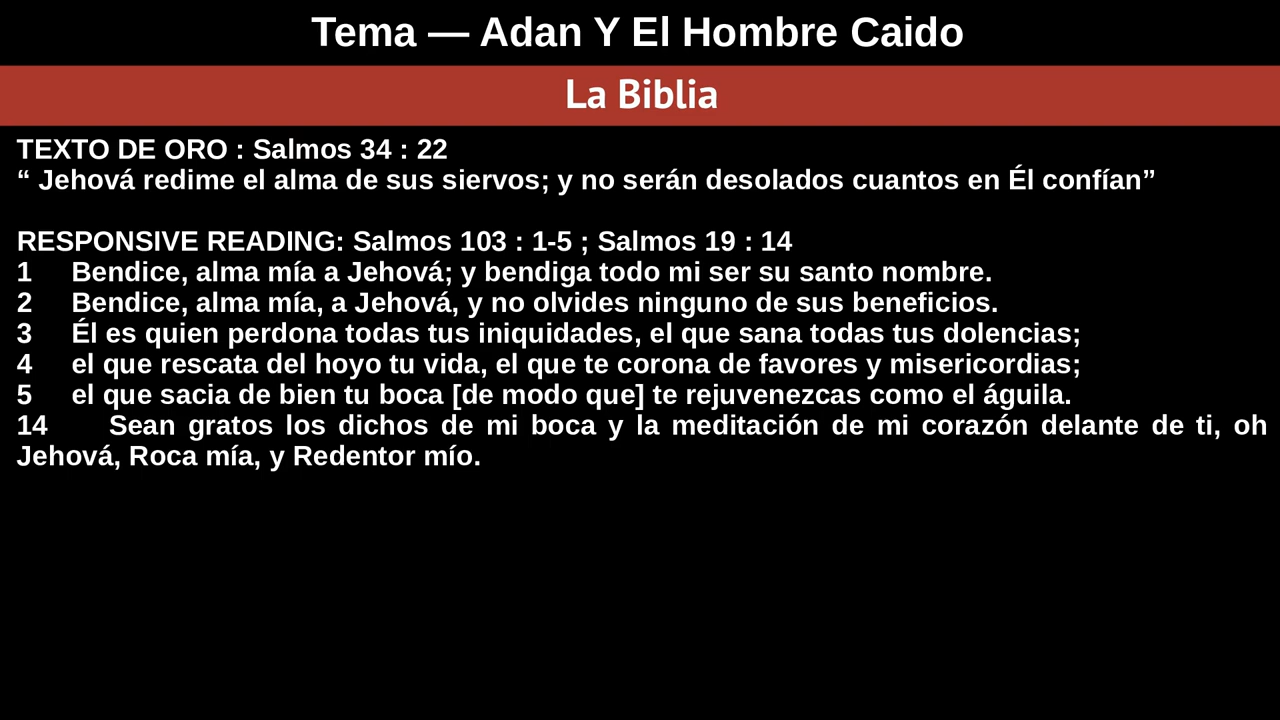 Tema — Adan Y El Hombre Caido
La Biblia
TEXTO DE ORO : Salmos 34 : 22
“ Jehová redime el alma de sus siervos; y no serán desolados cuantos en Él confían”
RESPONSIVE READING: Salmos 103 : 1-5 ; Salmos 19 : 14
1 Bendice, alma mía a Jehová; y bendiga todo mi ser su santo nombre.
2 Bendice, alma mía, a Jehová, y no olvides ninguno de sus beneficios.
3 Él es quien perdona todas tus iniquidades, el que sana todas tus dolencias;
4 el que rescata del hoyo tu vida, el que te corona de favores y misericordias;
5 el que sacia de bien tu boca [de modo que] te rejuvenezcas como el águila.
14 Sean gratos los dichos de mi boca y la meditación de mi corazón delante de ti, oh
Jehová, Roca mía, y Redentor mío.